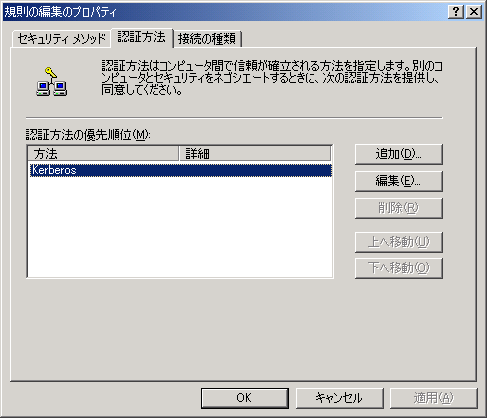 規則の編集のプロパティ
セキュリティ メソッド 認証方法 接続の種類
認証方法はコンピュータ間で信頼が確立される方法を指定します。別のコ
ンピュータとセキュリティをネゴシエートするときに、次の認証方法を提供し、
同意してください。
認証方法の優先順位(M):
方法 詳細
Kerberos
追加(D)...
編集(E)...
削除(R)
上へ移動(U)
下へ移動(O)
OK キャンセル 適用(A)